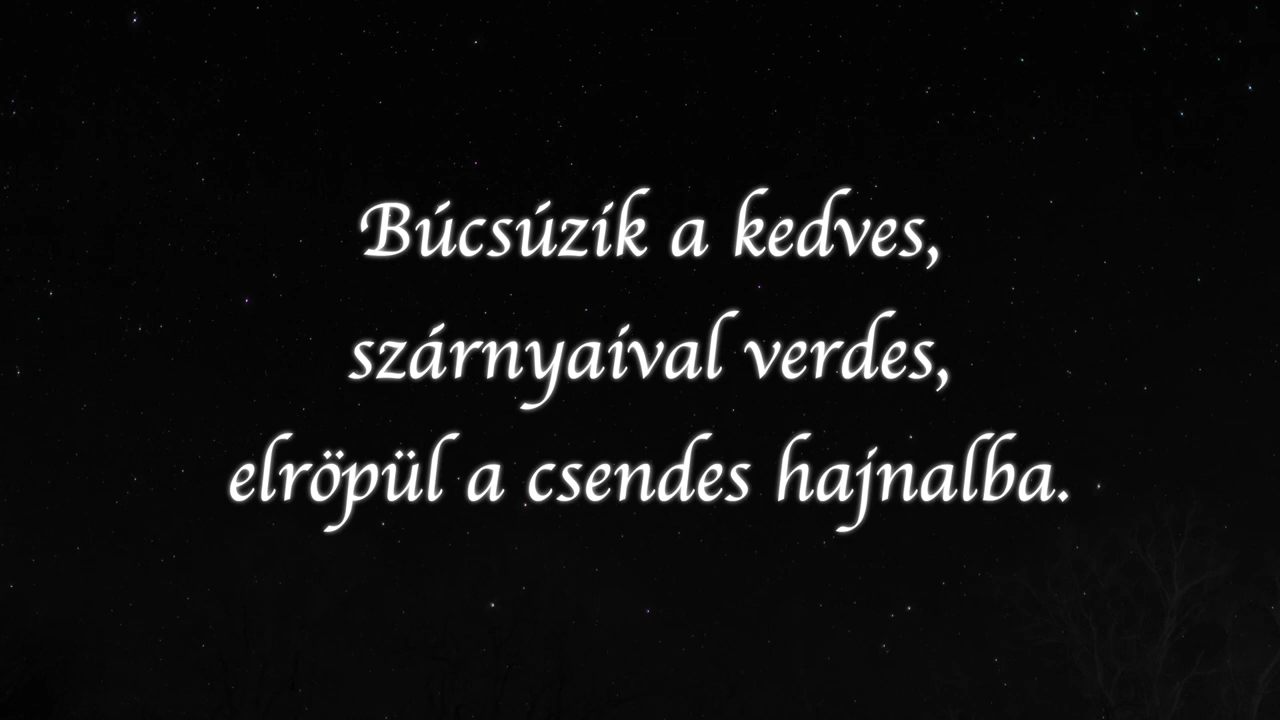 Búcsúzik a kedves,
szárnyaival verdes,
elröpül a csendes hajnalba.